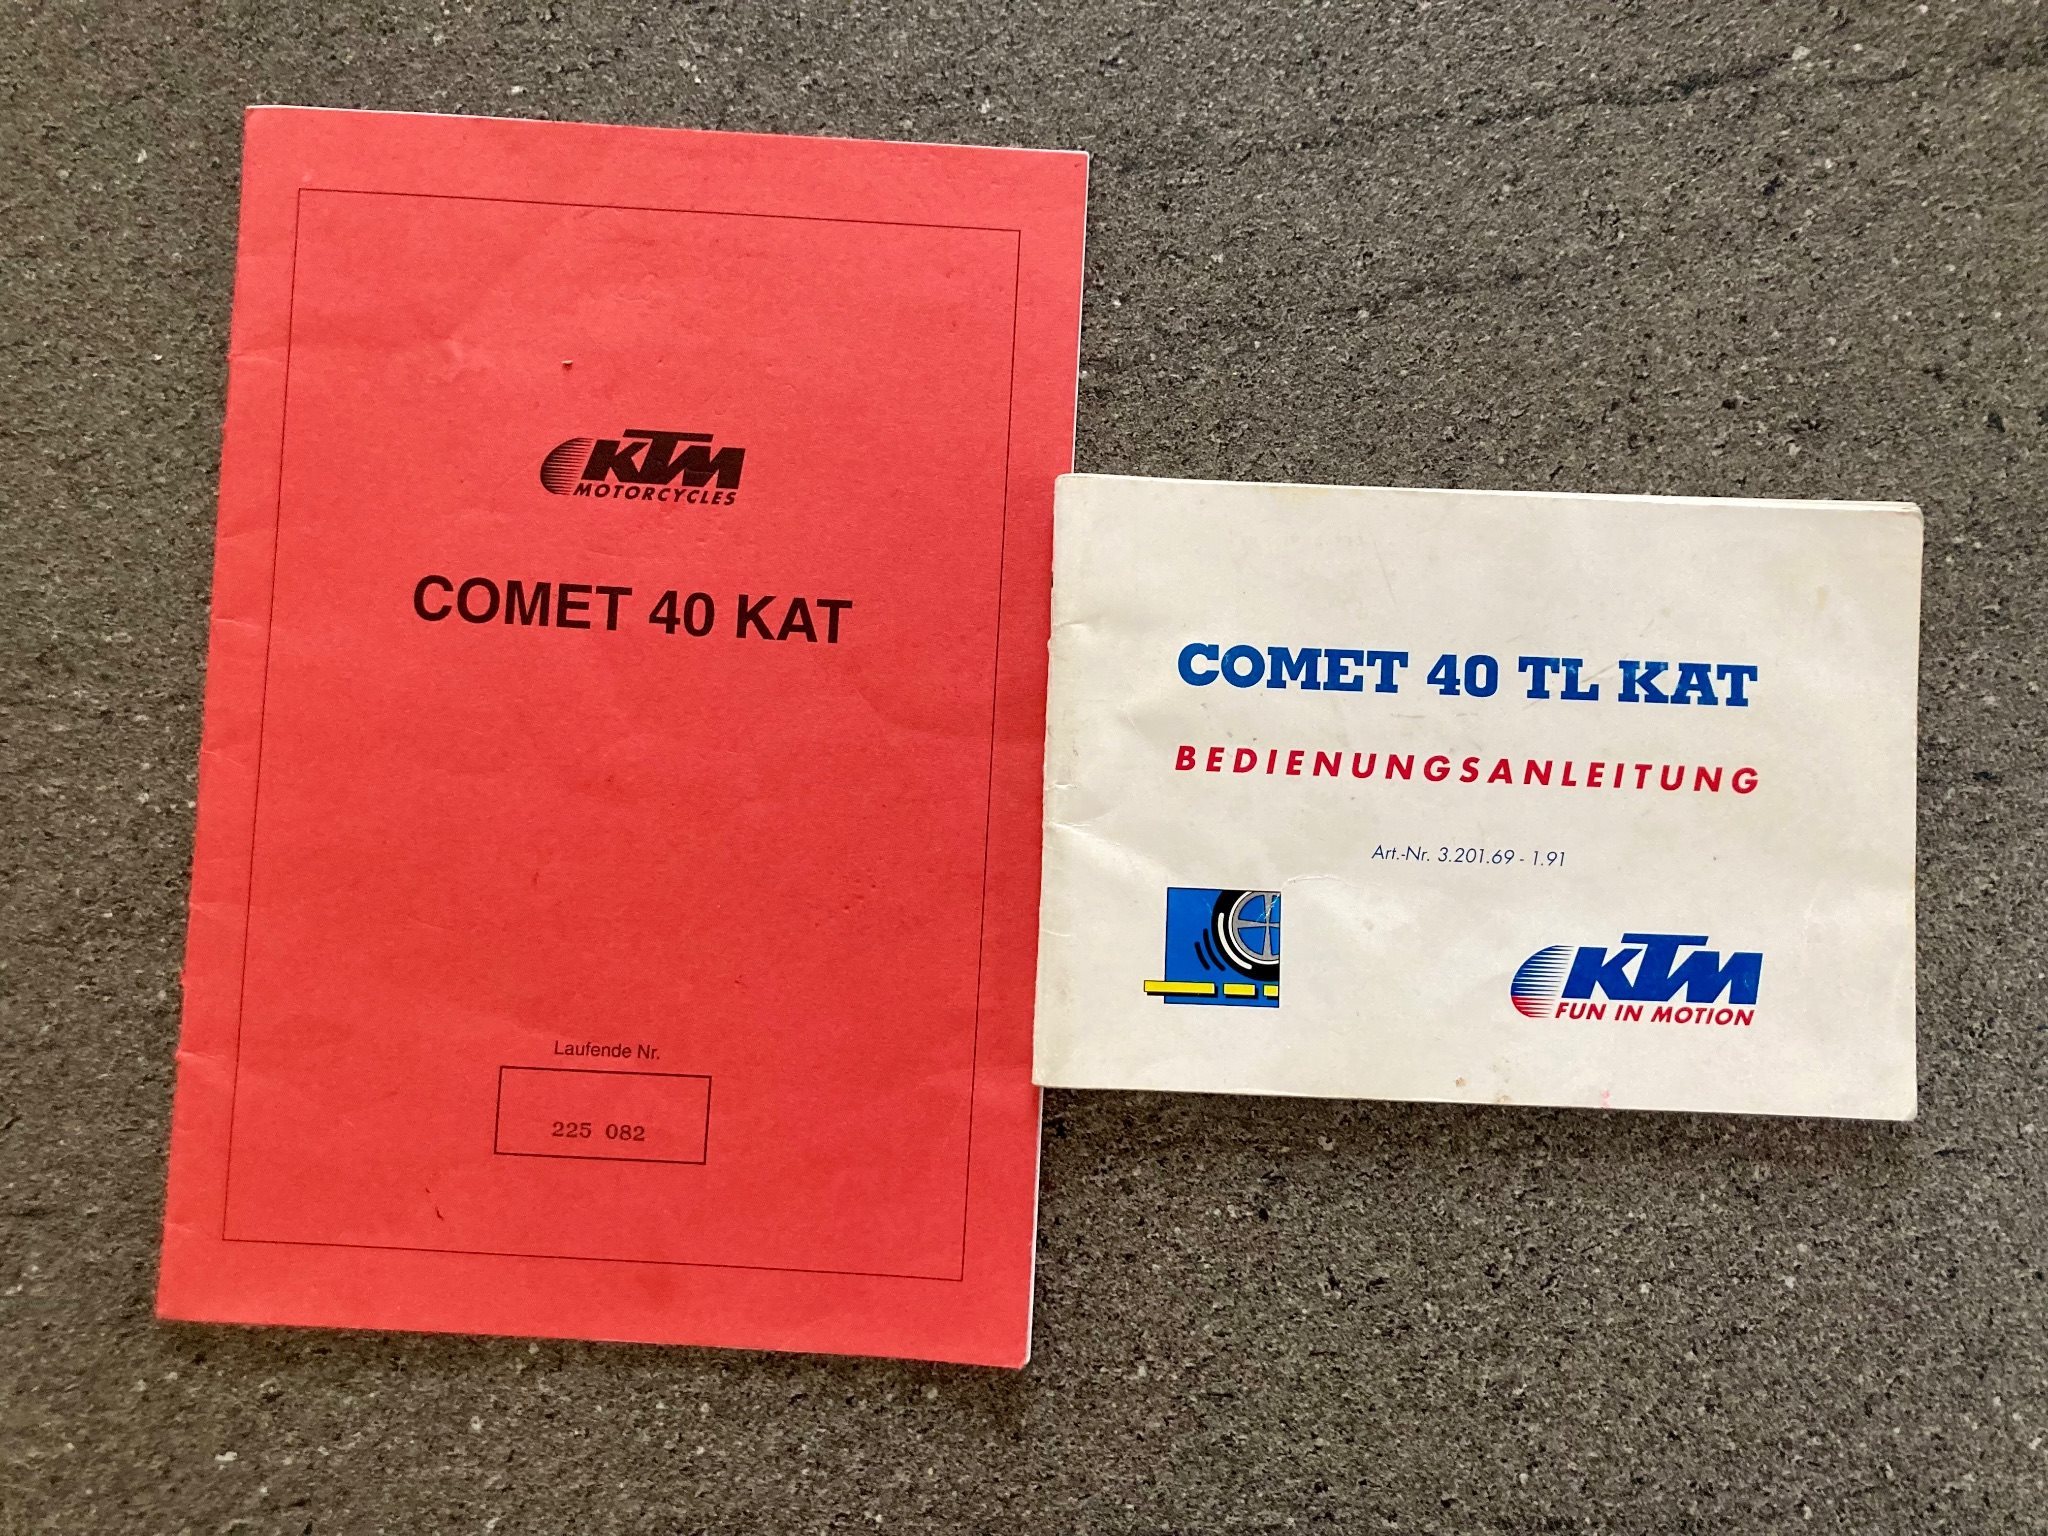 KTM
MOTORCYCLES
COMET 40 KAT
Laufende Nr.
225 082
COMET 40 TL KAT
BEDIENUNGSANLEITUNG
Art.-Nr. 3.201.69 - 1.91
KTM
FUN IN MOTION